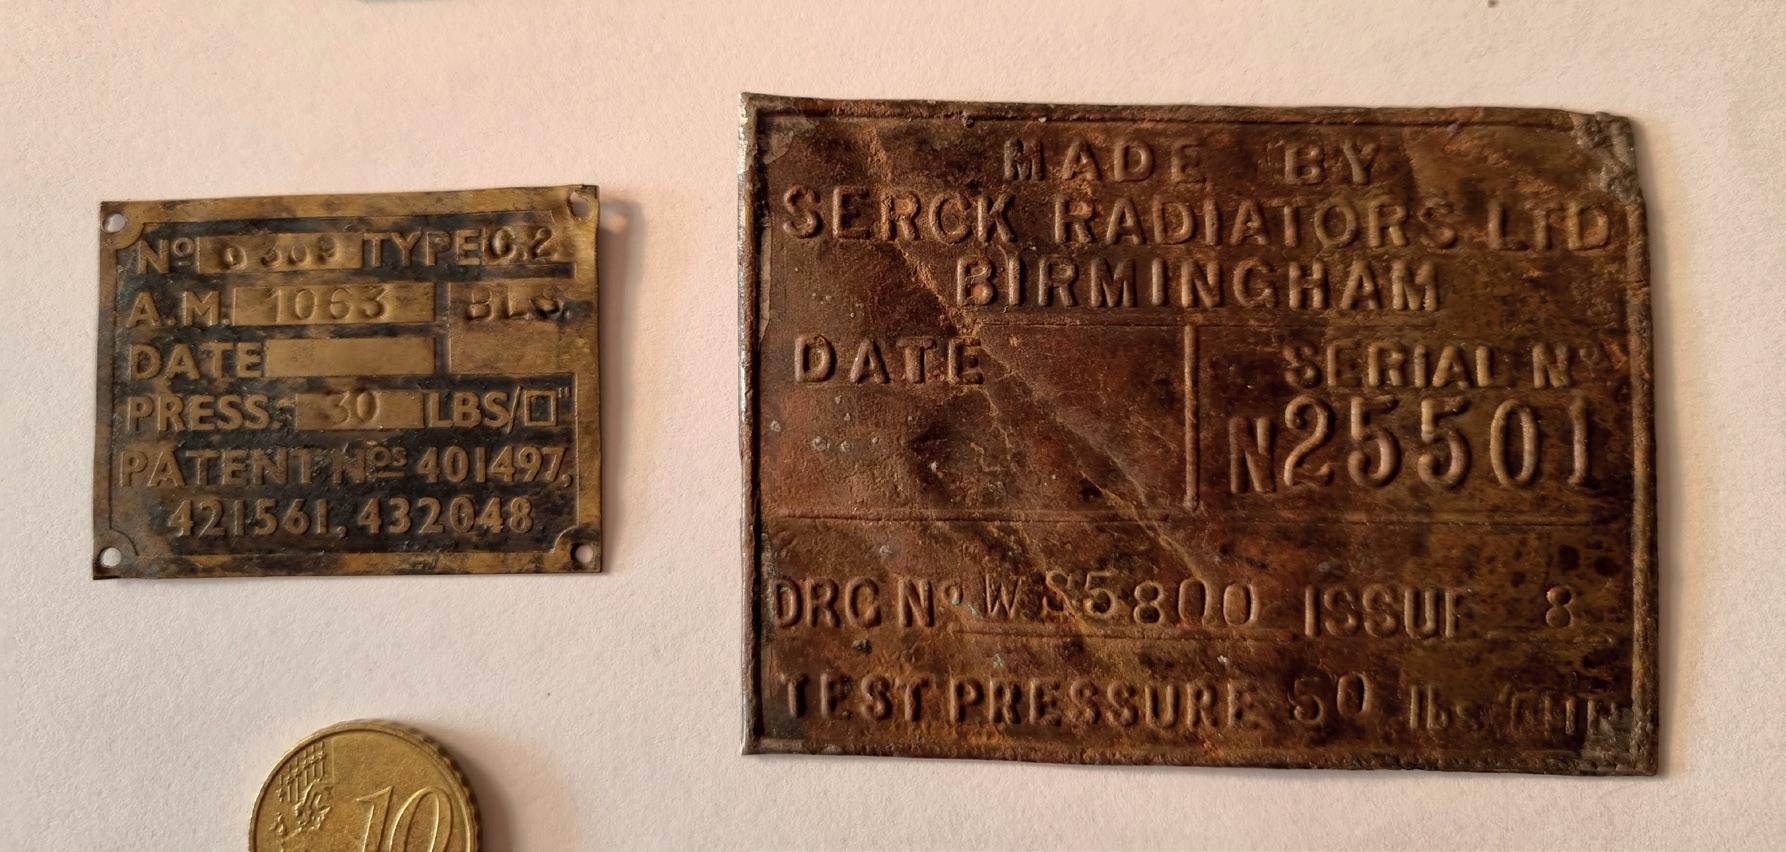 Nº 0309 TYPE C.2
A.M. 1063 BLS.
DATE
PRESS. 30 LBS/□"
PATENT Nºs 401497,
421561, 432048.
MADE BY
SERCK RADIATORS LTD
BIRMINGHAM
DATE SERIAL Nº
N25501
DRG Nº WS5800 ISSUE 8
TEST PRESSURE 50 lbs
10